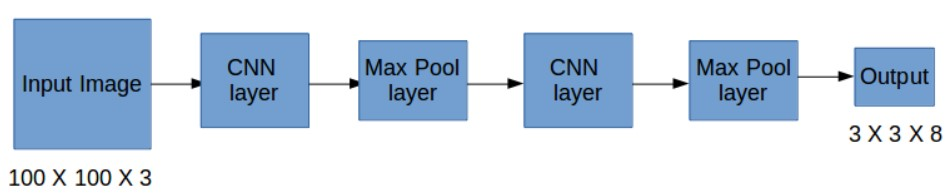 Input Image
CNN
layer
Max Pool
layer
CNN
layer
Max Pool
layer
Output
3 X 3 X 8
100 X 100 X 3